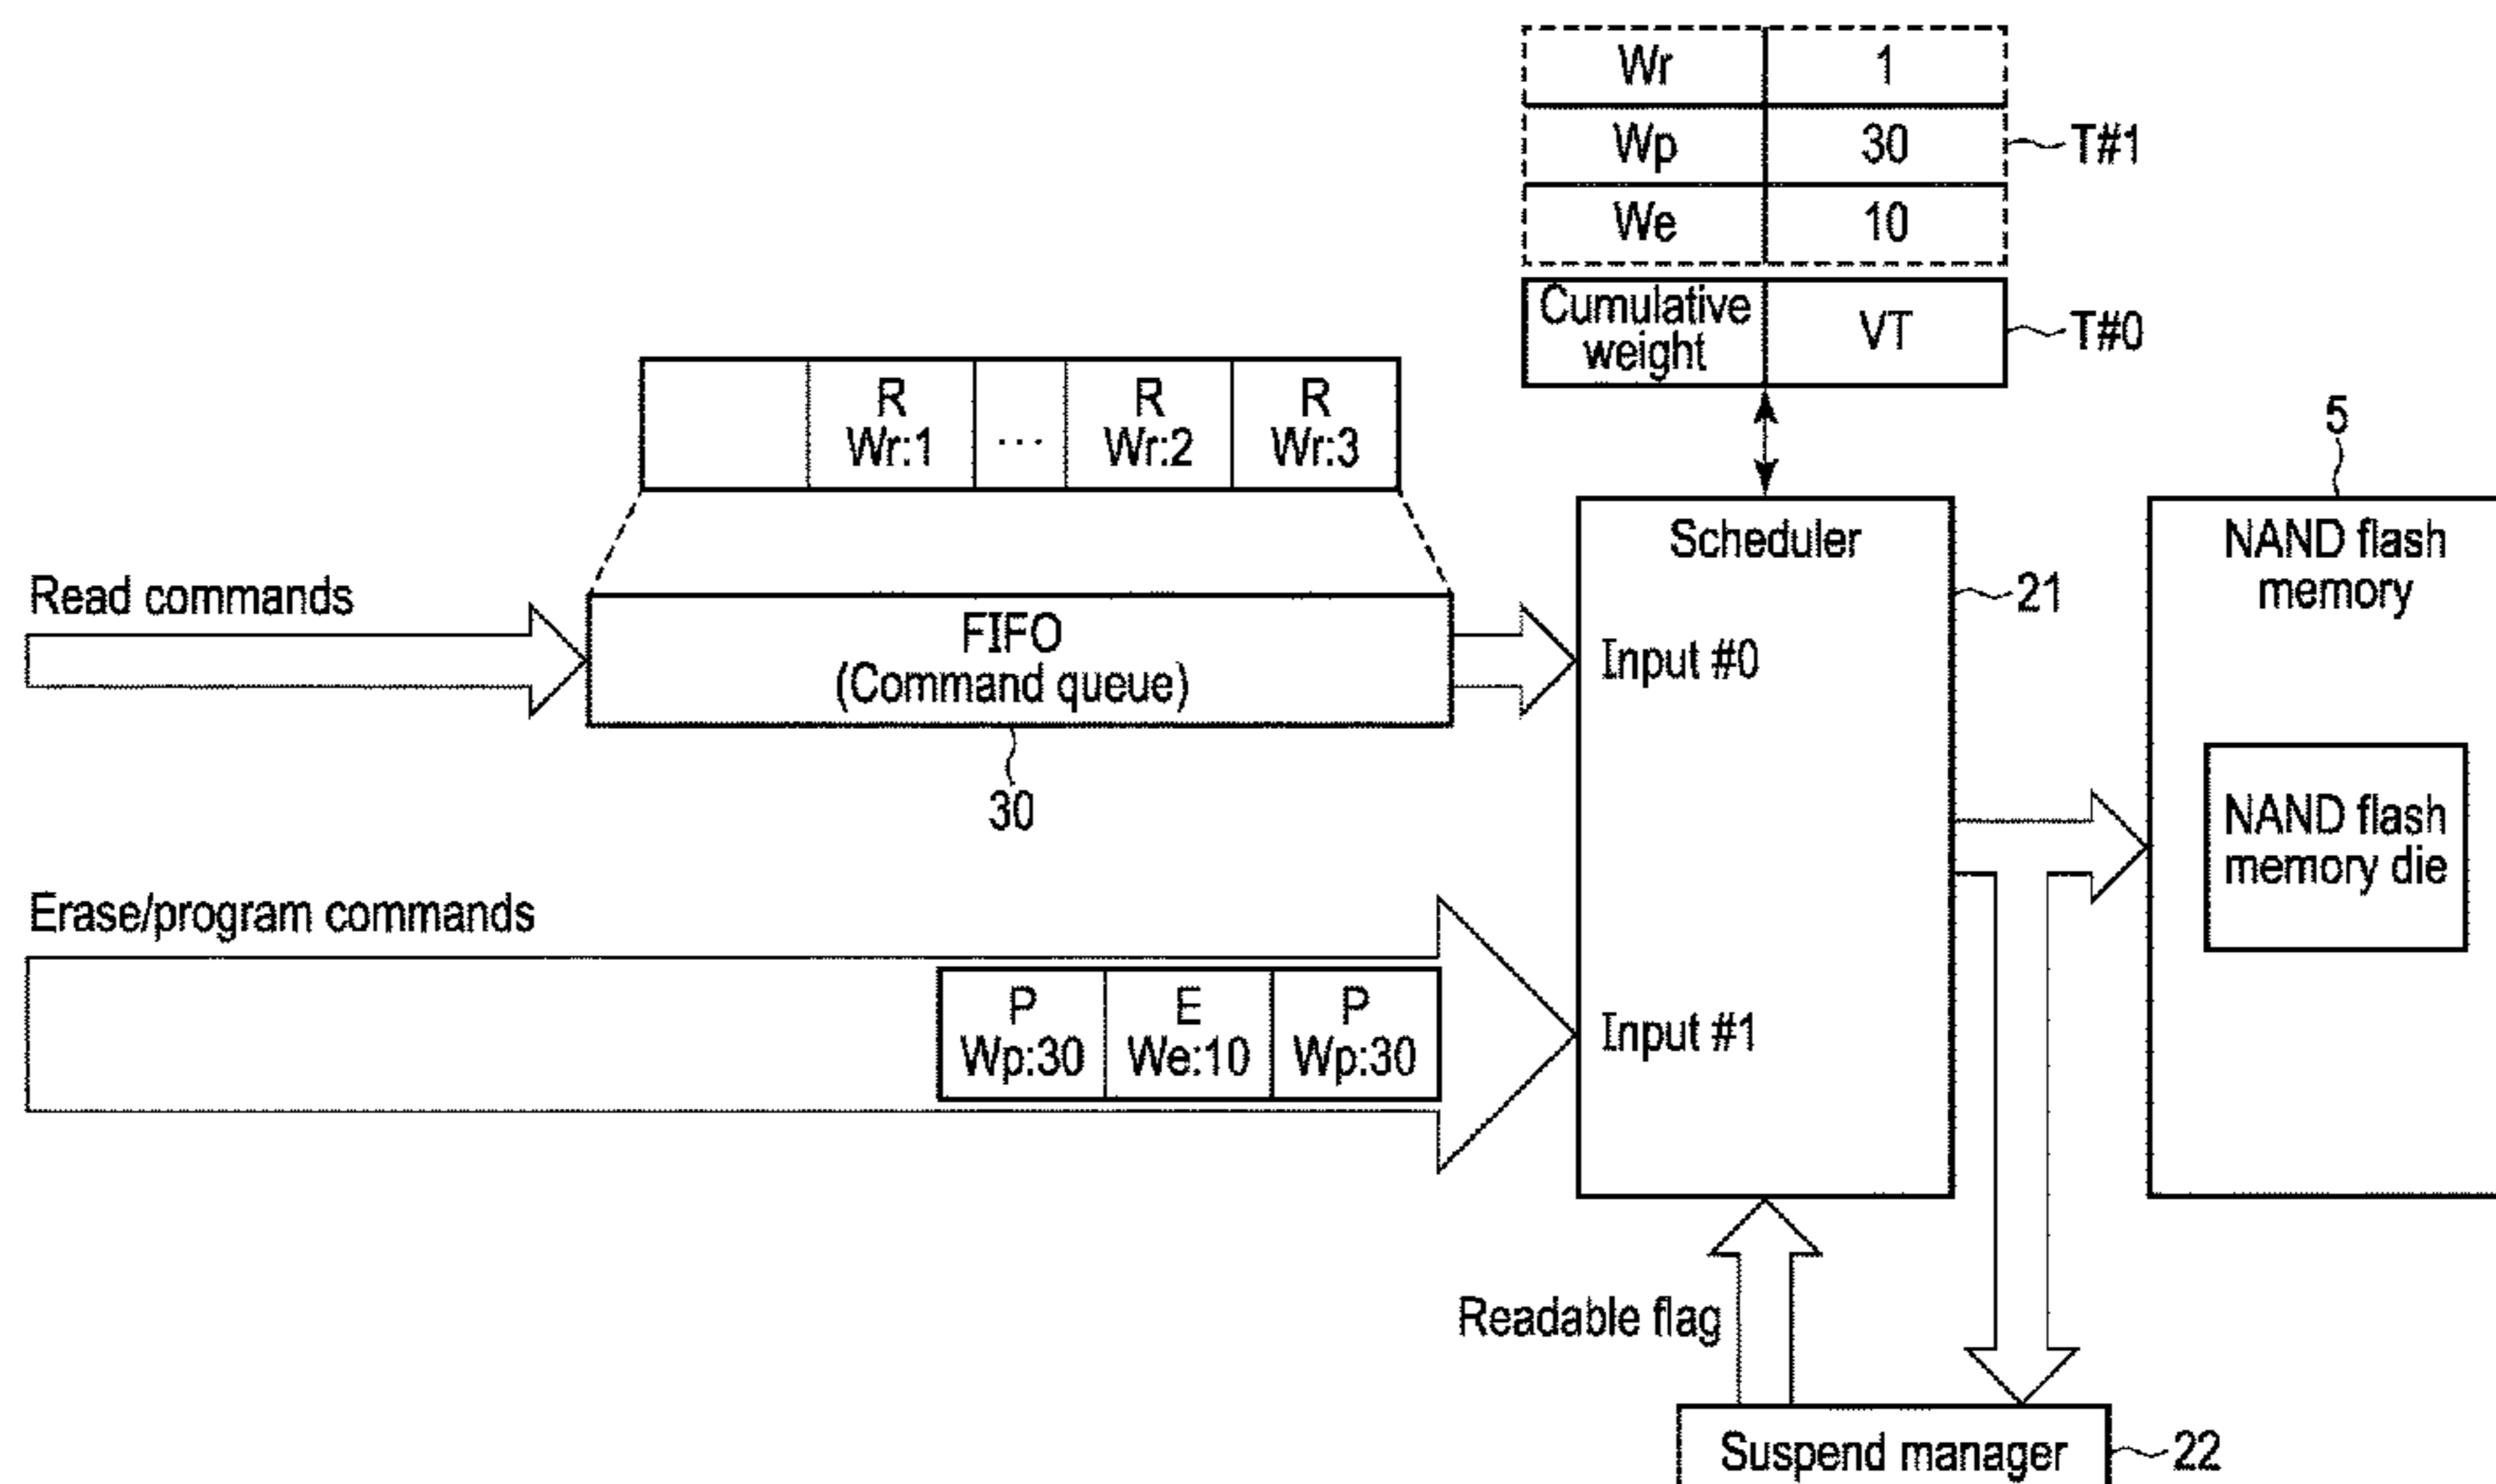 Wr 1
Wp 30
T#1
We 10
Cumulative
weight
VT
T#0
R
Wr:1
...
R
Wr:2
R
Wr:3
5
Scheduler
NAND flash
memory
21
Read commands
FIFO
(Command queue)
Input #0
30
NAND flash
memory die
Erase/program commands
P
Wp:30
E
We:10
P
Wp:30
Input #1
Readable flag
Suspend manager
22